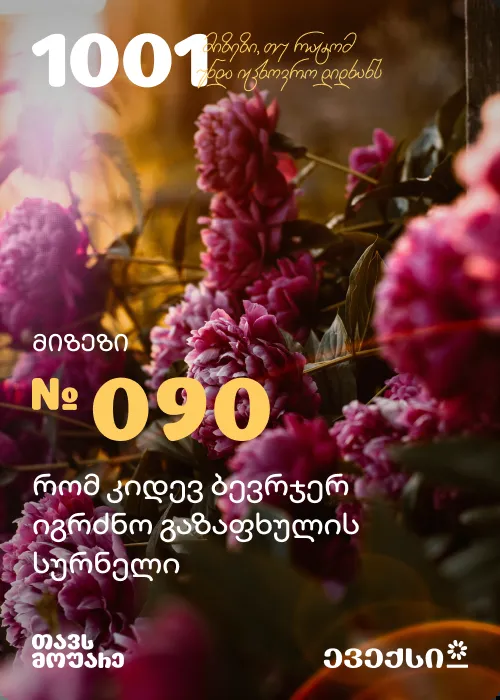 1001 მიზეზი, თუ რატომ
უნდა იცხოვრო დიდხანს
მიზეზი
№ 090
რომ კიდევ ბევრჯერ
იგრძნო გაზაფხულის
სურნელი
თავს
მოუარე
ევექსი